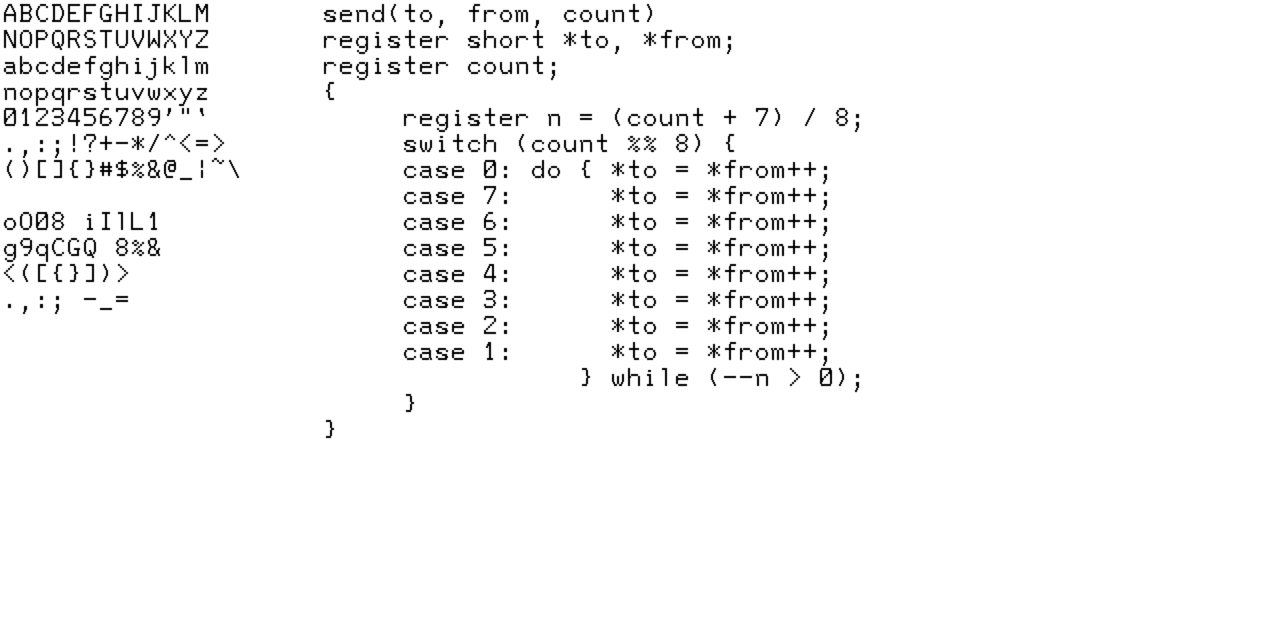 ABCDEFGHIJKLM
NOPQRSTUVWXYZ
abcdefghijklm
nopqrstuvwxyz
0123456789'"‘
.,:;!?+-*/^<=>
()[]{}#$%&@_¦~\
oO08 iIlL1
g9qCGQ 8%&
<([{}])>
.,:; -_=
send(to, from, count)
register short *to, *from;
register count;
{
     register n = (count + 7) / 8;
     switch (count %% 8) {
     case 0: do { *to = *from++;
     case 7:      *to = *from++;
     case 6:      *to = *from++;
     case 5:      *to = *from++;
     case 4:      *to = *from++;
     case 3:      *to = *from++;
     case 2:      *to = *from++;
     case 1:      *to = *from++;
                } while (--n > 0);
     }
}